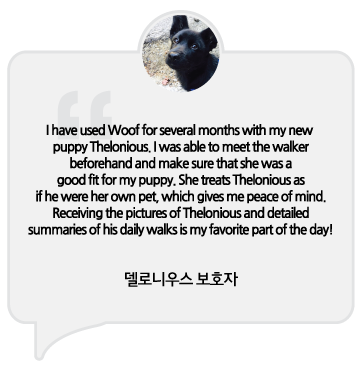 I have used Woof for several months with my new
puppy Thelonious. I was able to meet the walker
beforehand and make sure that she was a
good fit for my puppy. She treats Thelonious as
if he were her own pet, which gives me peace of mind.
Receiving the pictures of Thelonious and detailed
summaries of his daily walks is my favorite part of the day!
델로니우스 보호자